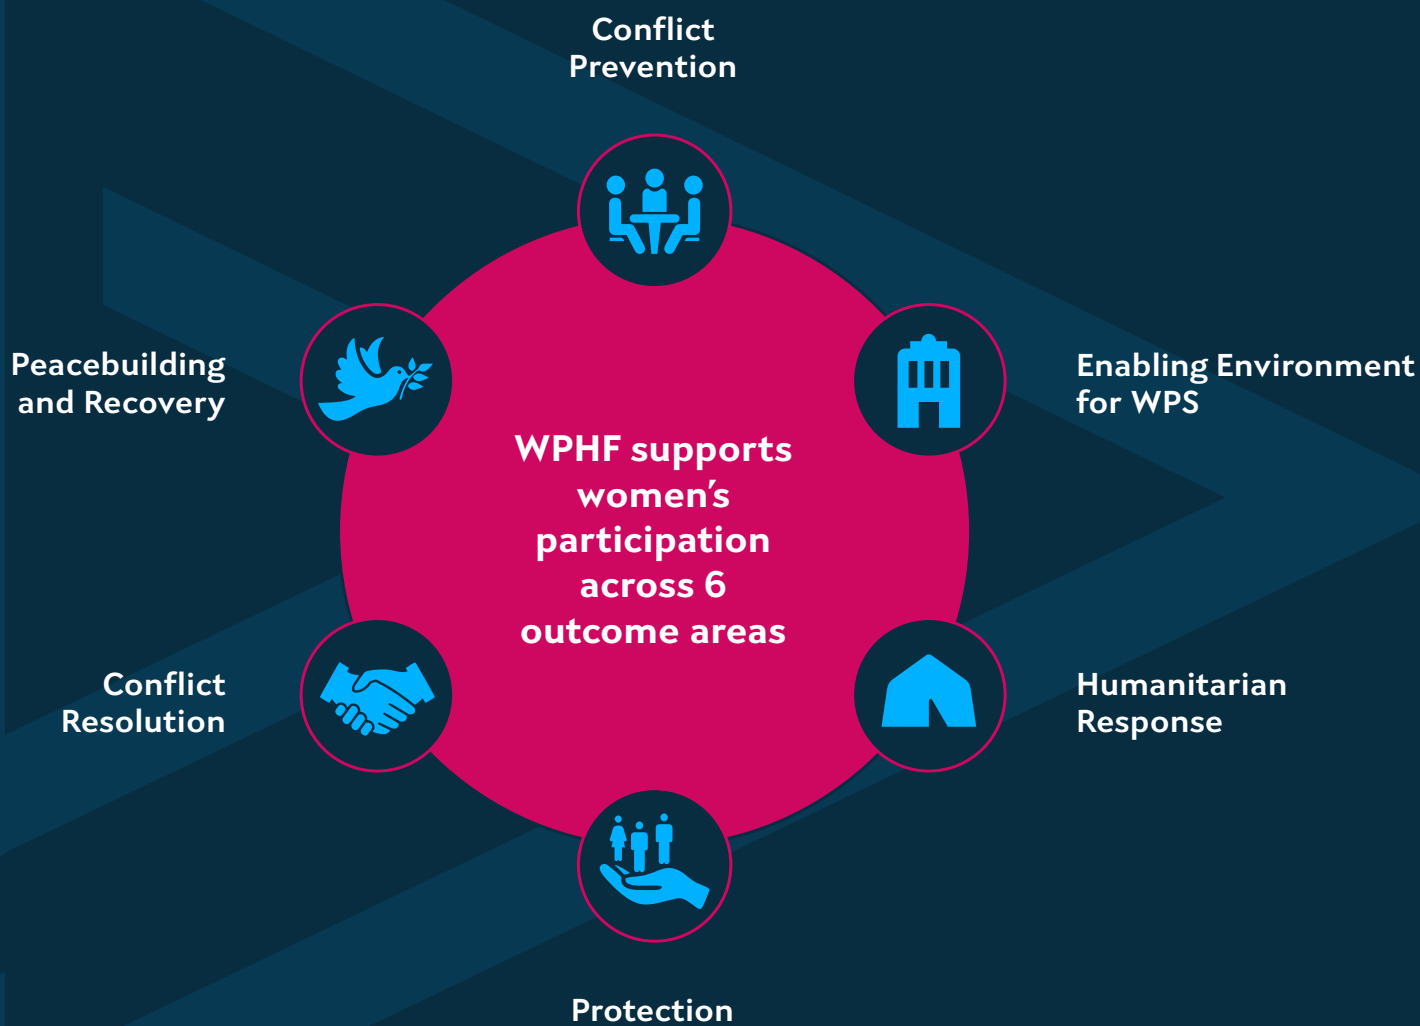 Conflict
Prevention
Peacebuilding
and Recovery
Enabling Environment
for WPS
WPHF supports
women's
participation
across 6
outcome areas
Conflict
Resolution
Humanitarian
Response
Protection